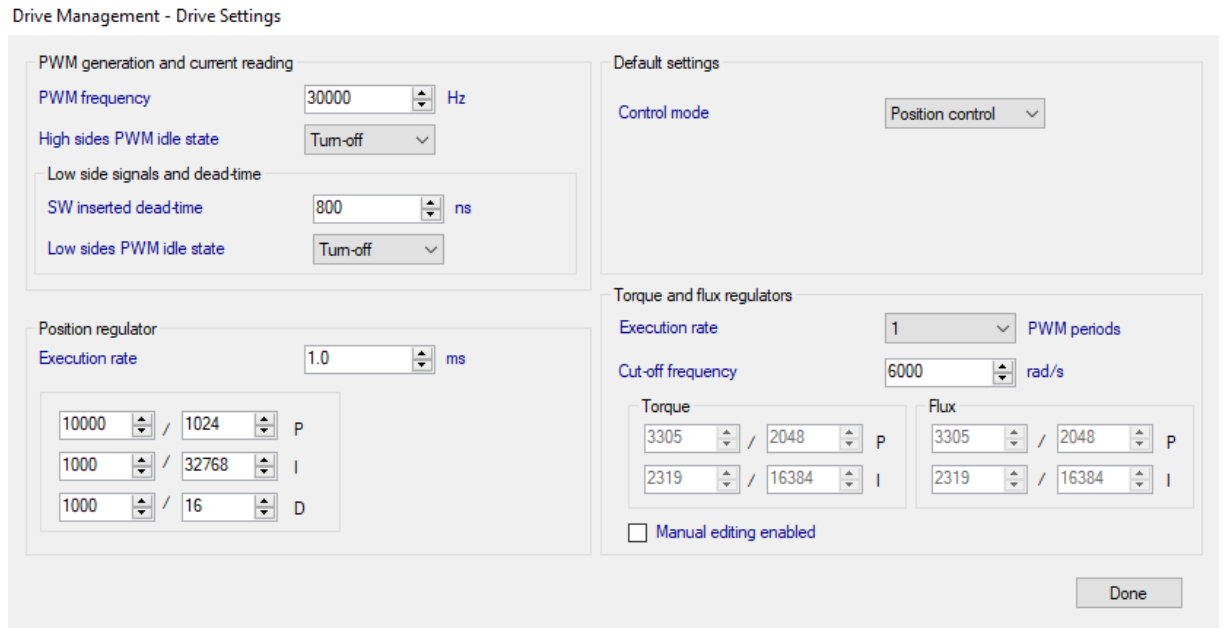 Drive Management - Drive Settings
PWM generation and current reading
PWM frequency 30000 Hz
High sides PWM idle state Turn-off
Low side signals and dead-time
SW inserted dead-time 800 ns
Low sides PWM idle state Turn-off
Default settings
Control mode Position control
Position regulator
Execution rate 1.0 ms
10000 / 1024 P
1000 / 32768 I
1000 / 16 D
Torque and flux regulators
Execution rate 1 PWM periods
Cut-off frequency 6000 rad/s
Torque
3305 / 2048 P
2319 / 16384 I
Flux
3305 / 2048 P
2319 / 16384 I
Manual editing enabled
Done